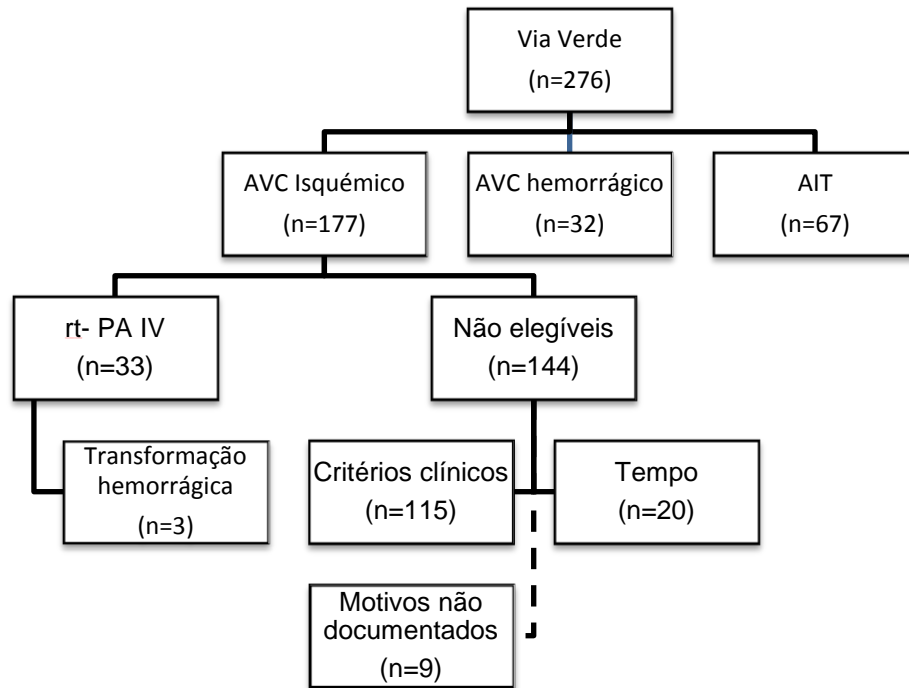 Via Verde
(n=276)
AVC Isquémico
(n=177)
AVC hemorrágico
(n=32)
AIT
(n=67)
rt- PA IV
(n=33)
Não elegíveis
(n=144)
Transformação
hemorrágica
(n=3)
Critérios clínicos
(n=115)
Tempo
(n=20)
Motivos não
documentados
(n=9)